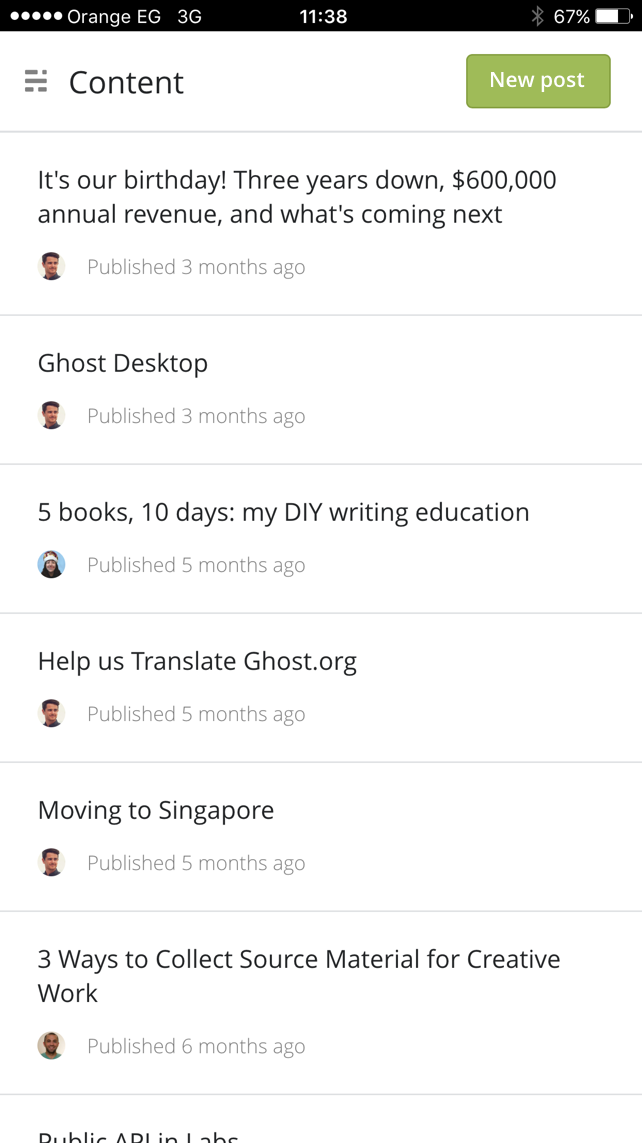 Orange EG 3G 11:38 67%
Content New post
It's our birthday! Three years down, $600,000
annual revenue, and what's coming next
Published 3 months ago
Ghost Desktop
Published 3 months ago
5 books, 10 days: my DIY writing education
Published 5 months ago
Help us Translate Ghost.org
Published 5 months ago
Moving to Singapore
Published 5 months ago
3 Ways to Collect Source Material for Creative
Work
Published 6 months ago
Public API in Labs